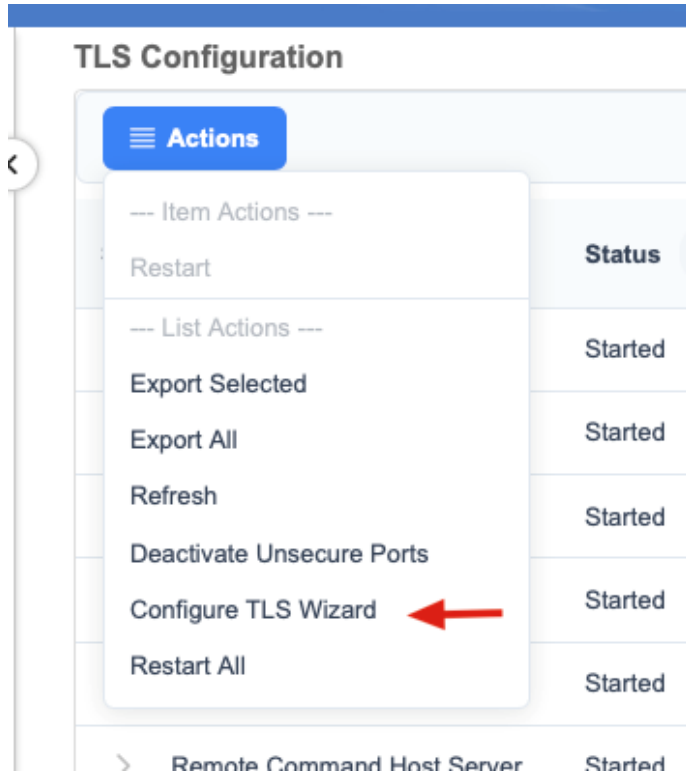 TLS Configuration
Actions
--- Item Actions ---
Restart
Status
--- List Actions ---
Started
Export Selected
Export All
Started
Refresh
Started
Deactivate Unsecure Ports
Configure TLS Wizard
Started
Restart All
Started
Remote Command Host Server
Started